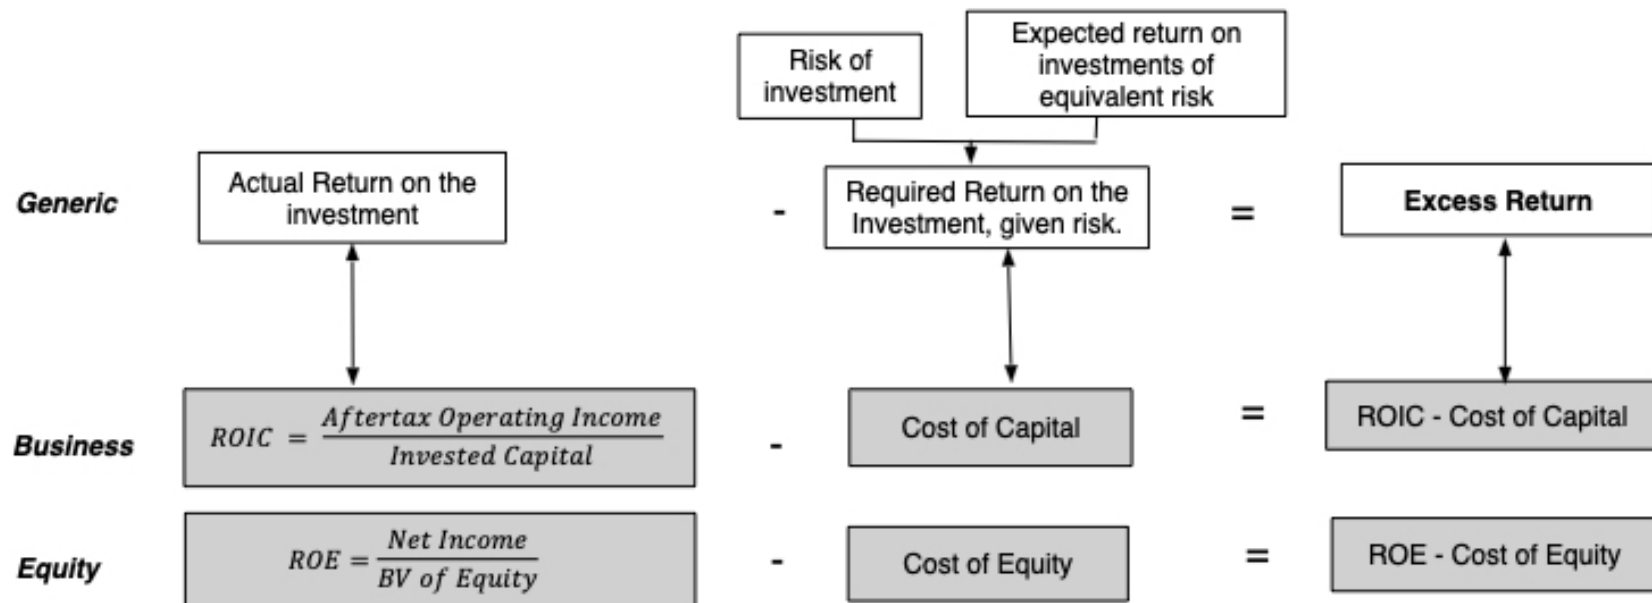 Risk of
investment
Expected return on
investments of
equivalent risk
Generic
Actual Return on the
investment
-
Required Return on the
Investment, given risk.
=
Excess Return
Business
ROIC = Aftertax Operating Income
Invested Capital
-
Cost of Capital
=
ROIC - Cost of Capital
Equity
ROE = Net Income
BV of Equity
-
Cost of Equity
=
ROE - Cost of Equity